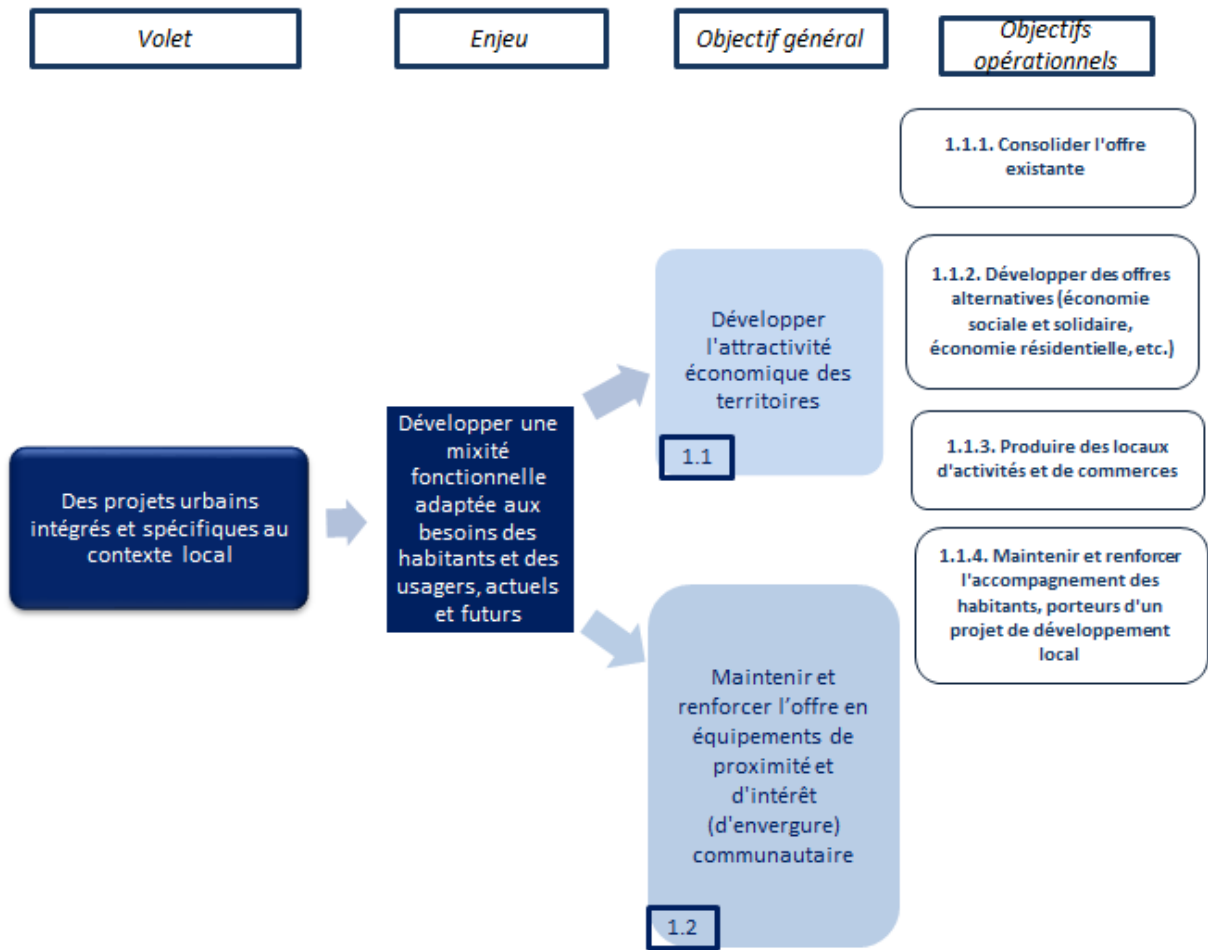 Volet
Enjeu
Objectif général
Objectifs
opérationnels
Des projets urbains
intégrés et spécifiques au
contexte local
Développer une
mixité
fonctionnelle
adaptée aux
besoins des
habitants et des
usagers, actuels
et futurs
Développer
l'attractivité
économique des
territoires
1.1
Maintenir et
renforcer l’offre en
équipements de
proximité et
d'intérêt
(d'envergure)
communautaire
1.2
1.1.1. Consolider l'offre
existante
1.1.2. Développer des offres
alternatives (économie
sociale et solidaire,
économie résidentielle, etc.)
1.1.3. Produire des locaux
d'activités et de commerces
1.1.4. Maintenir et renforcer
l'accompagnement des
habitants, porteurs d'un
projet de développement
local